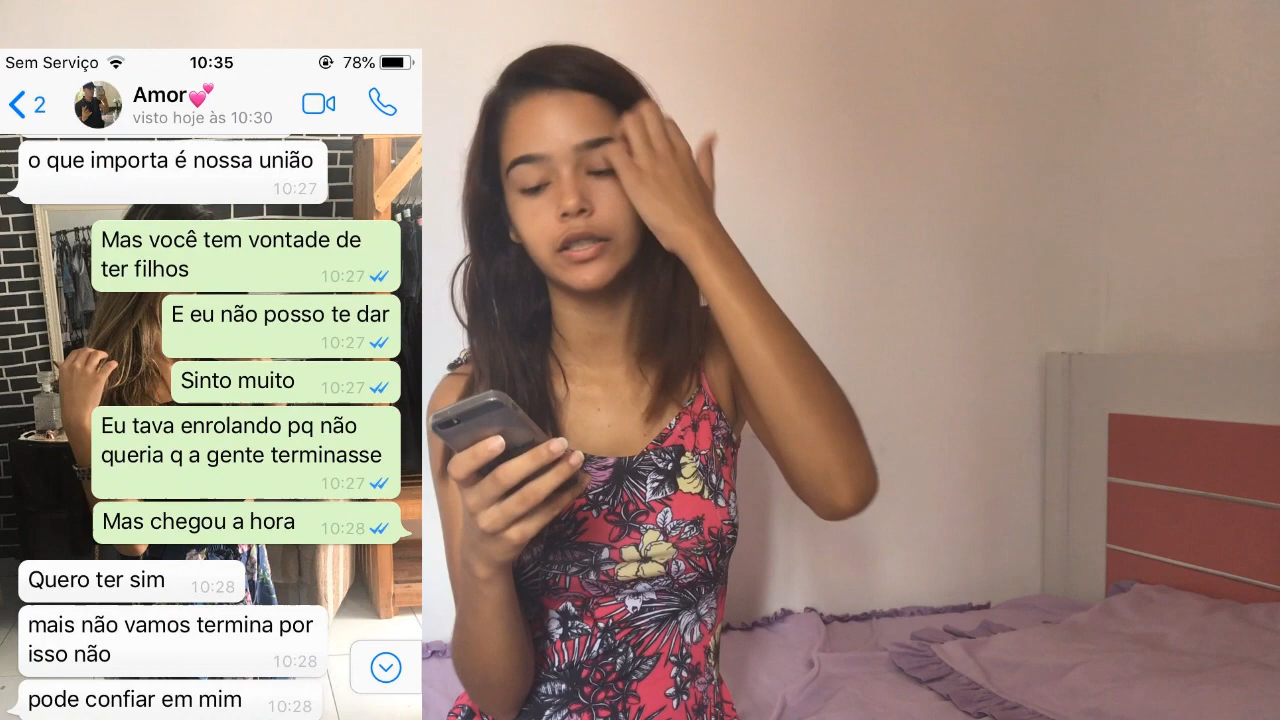 Sem Serviço 10:35 78%
2 Amor💕
visto hoje às 10:30
o que importa é nossa união
10:27
Mas você tem vontade de
ter filhos 10:27
E eu não posso te dar
10:27
Sinto muito 10:27
Eu tava enrolando pq não
queria q a gente terminasse
10:27
Mas chegou a hora 10:28
Quero ter sim 10:28
mais não vamos termina por
isso não 10:28
pode confiar em mim 10:28